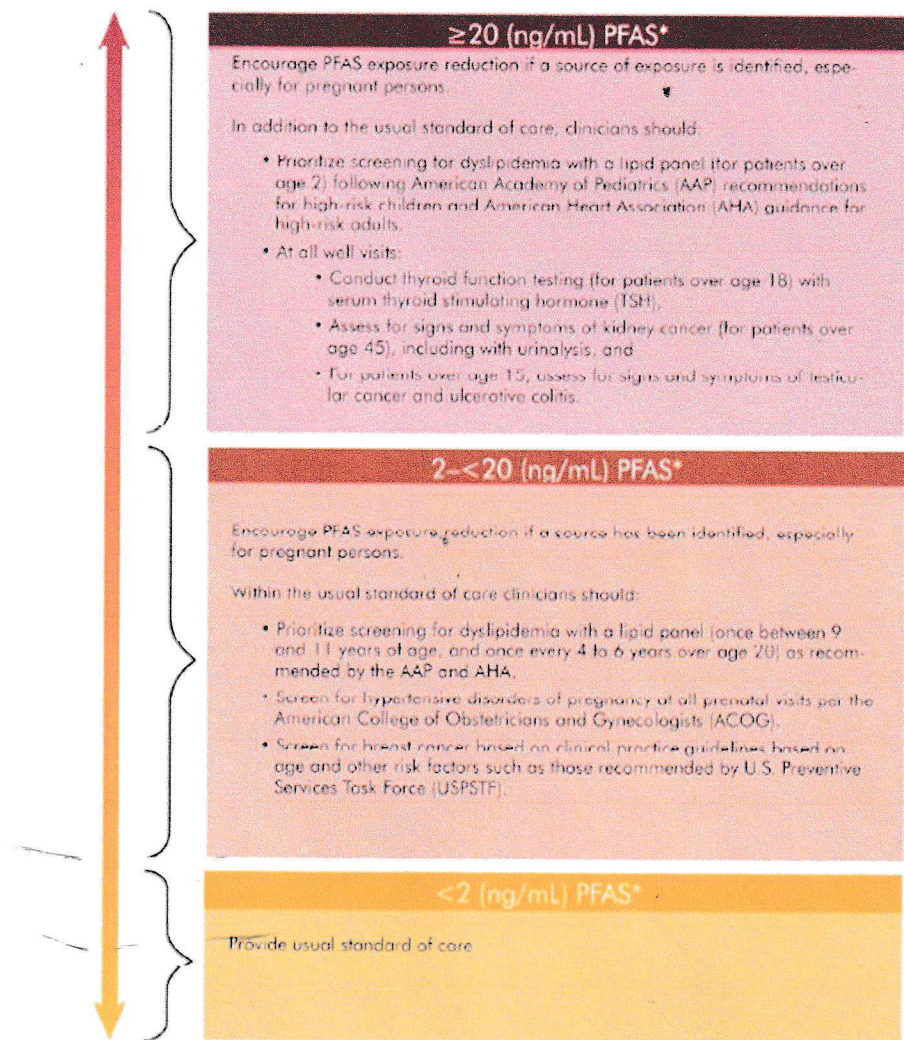 ≥20 (ng/mL) PFAS*
Encourage PFAS exposure reduction if a source of exposure is identified, espe-
cially for pregnant persons.
In addition to the usual standard of care, clinicians should:
• Prioritize screening for dyslipidemia with a lipid panel (for patients over
age 2) following American Academy of Pediatrics (AAP) recommendations
for high-risk children and American Heart Association (AHA) guidance for
high-risk adults.
• At all well visits:
• Conduct thyroid function testing (for patients over age 18) with
serum thyroid stimulating hormone (TSH),
• Assess for signs and symptoms of kidney cancer (for patients over
age 45), including with urinalysis, and
• For patients over age 15, assess for signs and symptoms of testicu-
lar cancer and ulcerative colitis.
2–<20 (ng/mL) PFAS*
Encourage PFAS exposure reduction if a source has been identified, especially
for pregnant persons.
Within the usual standard of care clinicians should:
• Prioritize screening for dyslipidemia with a lipid panel (once between 9
and 11 years of age, and once every 4 to 6 years over age 20) as recom-
mended by the AAP and AHA.
• Screen for hypertensive disorders of pregnancy at all prenatal visits per the
American College of Obstetricians and Gynecologists (ACOG).
• Screen for breast cancer based on clinical practice guidelines based on
age and other risk factors such as those recommended by U.S. Preventive
Services Task Force (USPSTF).
<2 (ng/mL) PFAS*
Provide usual standard of care